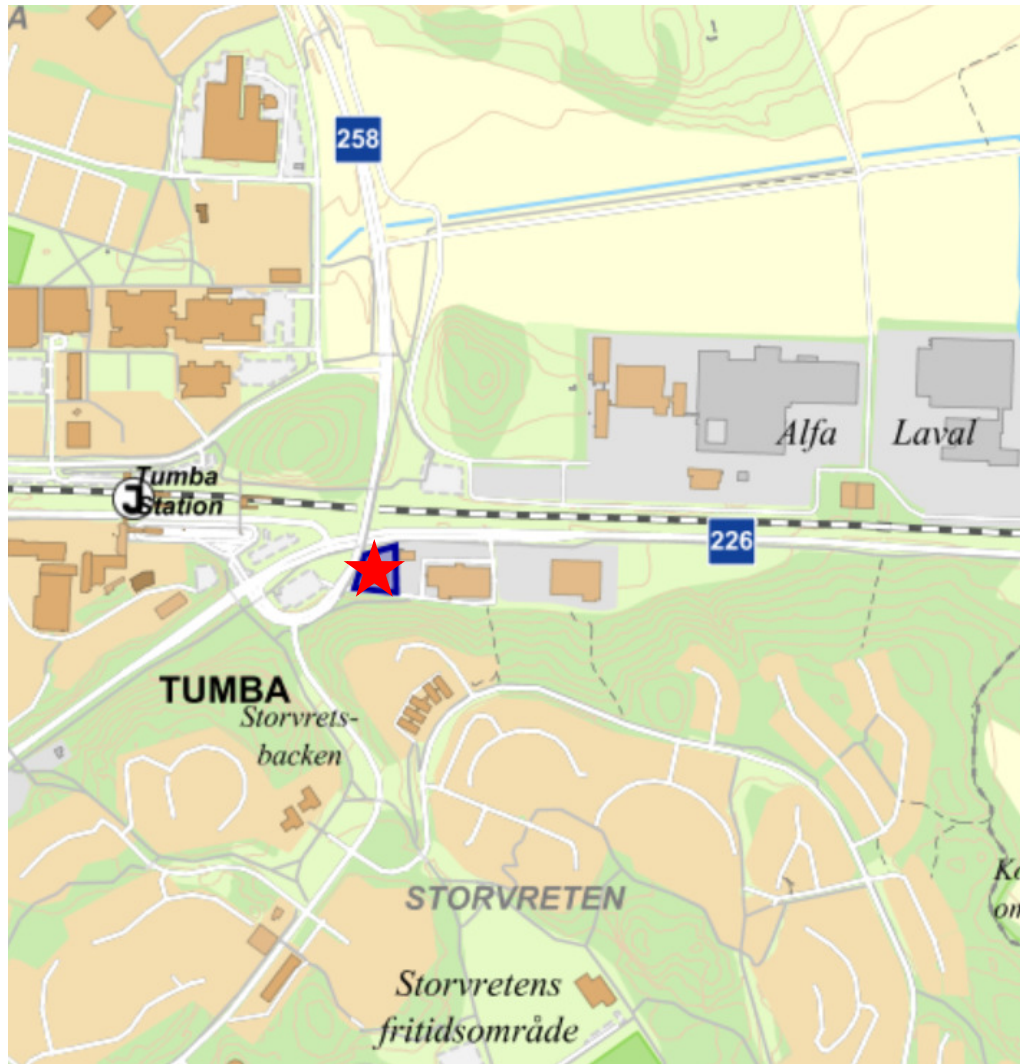 A
258
Alfa Laval
Tumba
J Station
226
TUMBA
Storvrets-
backen
STORVRETEN
Storvretens
fritidsområde